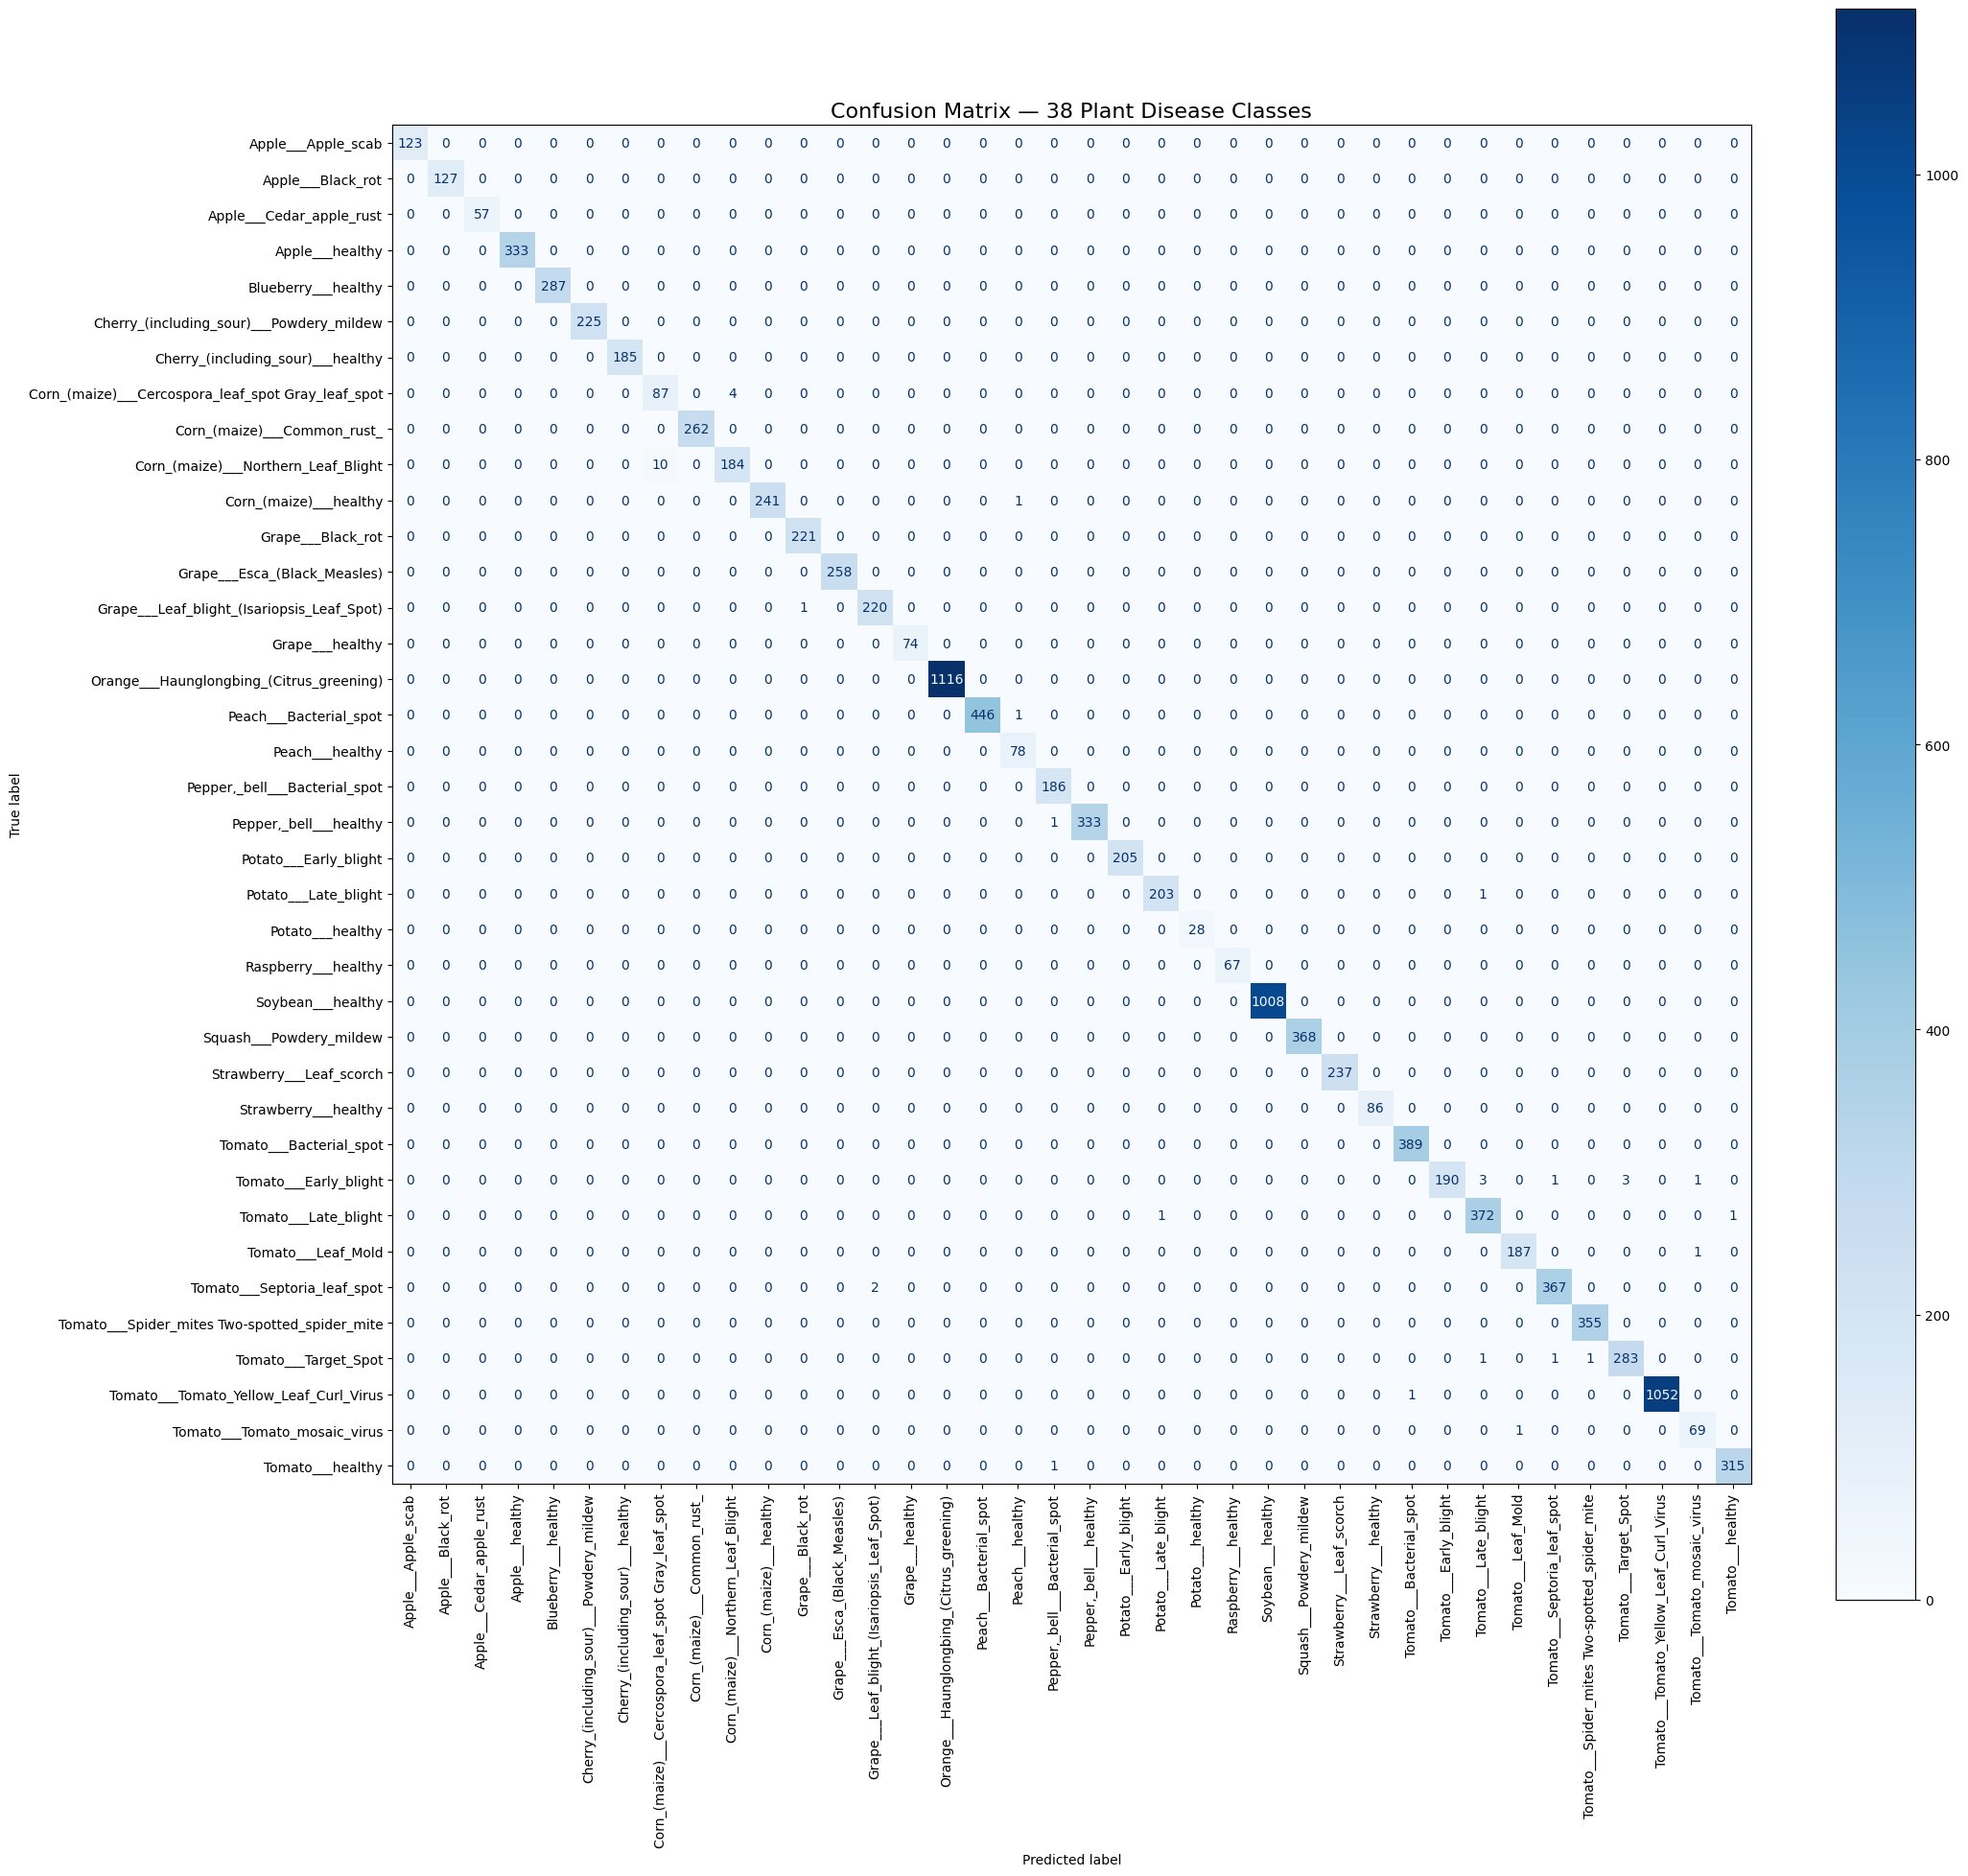 Confusion Matrix — 38 Plant Disease Classes
Apple___Apple_scab 123 0 0 0 0 0 0 0 0 0 0 0 0 0 0 0 0 0 0 0 0 0 0 0 0 0 0 0 0 0 0 0 0 0 0 0 0 0
Apple___Black_rot 0 127 0 0 0 0 0 0 0 0 0 0 0 0 0 0 0 0 0 0 0 0 0 0 0 0 0 0 0 0 0 0 0 0 0 0 0 0
Apple___Cedar_apple_rust 0 0 57 0 0 0 0 0 0 0 0 0 0 0 0 0 0 0 0 0 0 0 0 0 0 0 0 0 0 0 0 0 0 0 0 0 0 0
Apple___healthy 0 0 0 333 0 0 0 0 0 0 0 0 0 0 0 0 0 0 0 0 0 0 0 0 0 0 0 0 0 0 0 0 0 0 0 0 0 0
Blueberry___healthy 0 0 0 0 287 0 0 0 0 0 0 0 0 0 0 0 0 0 0 0 0 0 0 0 0 0 0 0 0 0 0 0 0 0 0 0 0 0
Cherry_(including_sour)___Powdery_mildew 0 0 0 0 0 225 0 0 0 0 0 0 0 0 0 0 0 0 0 0 0 0 0 0 0 0 0 0 0 0 0 0 0 0 0 0 0 0
Cherry_(including_sour)___healthy 0 0 0 0 0 0 185 0 0 0 0 0 0 0 0 0 0 0 0 0 0 0 0 0 0 0 0 0 0 0 0 0 0 0 0 0 0 0
Corn_(maize)___Cercospora_leaf_spot Gray_leaf_spot 0 0 0 0 0 0 0 87 0 4 0 0 0 0 0 0 0 0 0 0 0 0 0 0 0 0 0 0 0 0 0 0 0 0 0 0 0 0
Corn_(maize)___Common_rust_ 0 0 0 0 0 0 0 0 262 0 0 0 0 0 0 0 0 0 0 0 0 0 0 0 0 0 0 0 0 0 0 0 0 0 0 0 0 0
Corn_(maize)___Northern_Leaf_Blight 0 0 0 0 0 0 0 10 0 184 0 0 0 0 0 0 0 0 0 0 0 0 0 0 0 0 0 0 0 0 0 0 0 0 0 0 0 0
Corn_(maize)___healthy 0 0 0 0 0 0 0 0 0 0 241 0 0 0 0 0 0 1 0 0 0 0 0 0 0 0 0 0 0 0 0 0 0 0 0 0 0 0
Grape___Black_rot 0 0 0 0 0 0 0 0 0 0 0 221 0 0 0 0 0 0 0 0 0 0 0 0 0 0 0 0 0 0 0 0 0 0 0 0 0 0
Grape___Esca_(Black_Measles) 0 0 0 0 0 0 0 0 0 0 0 0 258 0 0 0 0 0 0 0 0 0 0 0 0 0 0 0 0 0 0 0 0 0 0 0 0 0
Grape___Leaf_blight_(Isariopsis_Leaf_Spot) 0 0 0 0 0 0 0 0 0 0 0 1 0 220 0 0 0 0 0 0 0 0 0 0 0 0 0 0 0 0 0 0 0 0 0 0 0 0
Grape___healthy 0 0 0 0 0 0 0 0 0 0 0 0 0 0 74 0 0 0 0 0 0 0 0 0 0 0 0 0 0 0 0 0 0 0 0 0 0 0
Orange___Haunglongbing_(Citrus_greening) 0 0 0 0 0 0 0 0 0 0 0 0 0 0 0 1116 0 0 0 0 0 0 0 0 0 0 0 0 0 0 0 0 0 0 0 0 0 0
Peach___Bacterial_spot 0 0 0 0 0 0 0 0 0 0 0 0 0 0 0 0 446 1 0 0 0 0 0 0 0 0 0 0 0 0 0 0 0 0 0 0 0 0
Peach___healthy 0 0 0 0 0 0 0 0 0 0 0 0 0 0 0 0 0 78 0 0 0 0 0 0 0 0 0 0 0 0 0 0 0 0 0 0 0 0
Pepper,_bell___Bacterial_spot 0 0 0 0 0 0 0 0 0 0 0 0 0 0 0 0 0 0 186 0 0 0 0 0 0 0 0 0 0 0 0 0 0 0 0 0 0 0
Pepper,_bell___healthy 0 0 0 0 0 0 0 0 0 0 0 0 0 0 0 0 0 0 1 333 0 0 0 0 0 0 0 0 0 0 0 0 0 0 0 0 0 0
Potato___Early_blight 0 0 0 0 0 0 0 0 0 0 0 0 0 0 0 0 0 0 0 0 205 0 0 0 0 0 0 0 0 0 0 0 0 0 0 0 0 0
Potato___Late_blight 0 0 0 0 0 0 0 0 0 0 0 0 0 0 0 0 0 0 0 0 0 203 0 0 0 0 0 0 0 0 1 0 0 0 0 0 0 0
Potato___healthy 0 0 0 0 0 0 0 0 0 0 0 0 0 0 0 0 0 0 0 0 0 0 28 0 0 0 0 0 0 0 0 0 0 0 0 0 0 0
Raspberry___healthy 0 0 0 0 0 0 0 0 0 0 0 0 0 0 0 0 0 0 0 0 0 0 0 67 0 0 0 0 0 0 0 0 0 0 0 0 0 0
Soybean___healthy 0 0 0 0 0 0 0 0 0 0 0 0 0 0 0 0 0 0 0 0 0 0 0 0 1008 0 0 0 0 0 0 0 0 0 0 0 0 0
Squash___Powdery_mildew 0 0 0 0 0 0 0 0 0 0 0 0 0 0 0 0 0 0 0 0 0 0 0 0 0 368 0 0 0 0 0 0 0 0 0 0 0 0
Strawberry___Leaf_scorch 0 0 0 0 0 0 0 0 0 0 0 0 0 0 0 0 0 0 0 0 0 0 0 0 0 0 237 0 0 0 0 0 0 0 0 0 0 0
Strawberry___healthy 0 0 0 0 0 0 0 0 0 0 0 0 0 0 0 0 0 0 0 0 0 0 0 0 0 0 0 86 0 0 0 0 0 0 0 0 0 0
Tomato___Bacterial_spot 0 0 0 0 0 0 0 0 0 0 0 0 0 0 0 0 0 0 0 0 0 0 0 0 0 0 0 0 389 0 0 0 0 0 0 0 0 0
Tomato___Early_blight 0 0 0 0 0 0 0 0 0 0 0 0 0 0 0 0 0 0 0 0 0 0 0 0 0 0 0 0 0 190 3 0 1 0 3 0 1 0
Tomato___Late_blight 0 0 0 0 0 0 0 0 0 0 0 0 0 0 0 0 0 0 0 0 0 1 0 0 0 0 0 0 0 0 372 0 0 0 0 0 0 1
Tomato___Leaf_Mold 0 0 0 0 0 0 0 0 0 0 0 0 0 0 0 0 0 0 0 0 0 0 0 0 0 0 0 0 0 0 0 187 0 0 0 0 1 0
Tomato___Septoria_leaf_spot 0 0 0 0 0 0 0 0 0 0 0 0 0 2 0 0 0 0 0 0 0 0 0 0 0 0 0 0 0 0 0 0 367 0 0 0 0 0
Tomato___Spider_mites Two-spotted_spider_mite 0 0 0 0 0 0 0 0 0 0 0 0 0 0 0 0 0 0 0 0 0 0 0 0 0 0 0 0 0 0 0 0 0 355 0 0 0 0
Tomato___Target_Spot 0 0 0 0 0 0 0 0 0 0 0 0 0 0 0 0 0 0 0 0 0 0 0 0 0 0 0 0 0 0 1 0 1 1 283 0 0 0
Tomato___Tomato_Yellow_Leaf_Curl_Virus 0 0 0 0 0 0 0 0 0 0 0 0 0 0 0 0 0 0 0 0 0 0 0 0 0 0 0 0 1 0 0 0 0 0 0 1052 0 0
Tomato___Tomato_mosaic_virus 0 0 0 0 0 0 0 0 0 0 0 0 0 0 0 0 0 0 0 0 0 0 0 0 0 0 0 0 0 0 0 1 0 0 0 0 69 0
Tomato___healthy 0 0 0 0 0 0 0 0 0 0 0 0 0 0 0 0 0 0 1 0 0 0 0 0 0 0 0 0 0 0 0 0 0 0 0 0 0 315
True label
Apple___Apple_scab
Apple___Black_rot
Apple___Cedar_apple_rust
Apple___healthy
Blueberry___healthy
Cherry_(including_sour)___Powdery_mildew
Cherry_(including_sour)___healthy
Corn_(maize)___Cercospora_leaf_spot Gray_leaf_spot
Corn_(maize)___Common_rust_
Corn_(maize)___Northern_Leaf_Blight
Corn_(maize)___healthy
Grape___Black_rot
Grape___Esca_(Black_Measles)
Grape___Leaf_blight_(Isariopsis_Leaf_Spot)
Grape___healthy
Orange___Haunglongbing_(Citrus_greening)
Peach___Bacterial_spot
Peach___healthy
Pepper,_bell___Bacterial_spot
Pepper,_bell___healthy
Potato___Early_blight
Potato___Late_blight
Potato___healthy
Raspberry___healthy
Soybean___healthy
Squash___Powdery_mildew
Strawberry___Leaf_scorch
Strawberry___healthy
Tomato___Bacterial_spot
Tomato___Early_blight
Tomato___Late_blight
Tomato___Leaf_Mold
Tomato___Septoria_leaf_spot
Tomato___Spider_mites Two-spotted_spider_mite
Tomato___Target_Spot
Tomato___Tomato_Yellow_Leaf_Curl_Virus
Tomato___Tomato_mosaic_virus
Tomato___healthy
Predicted label
1000
800
600
400
200
0